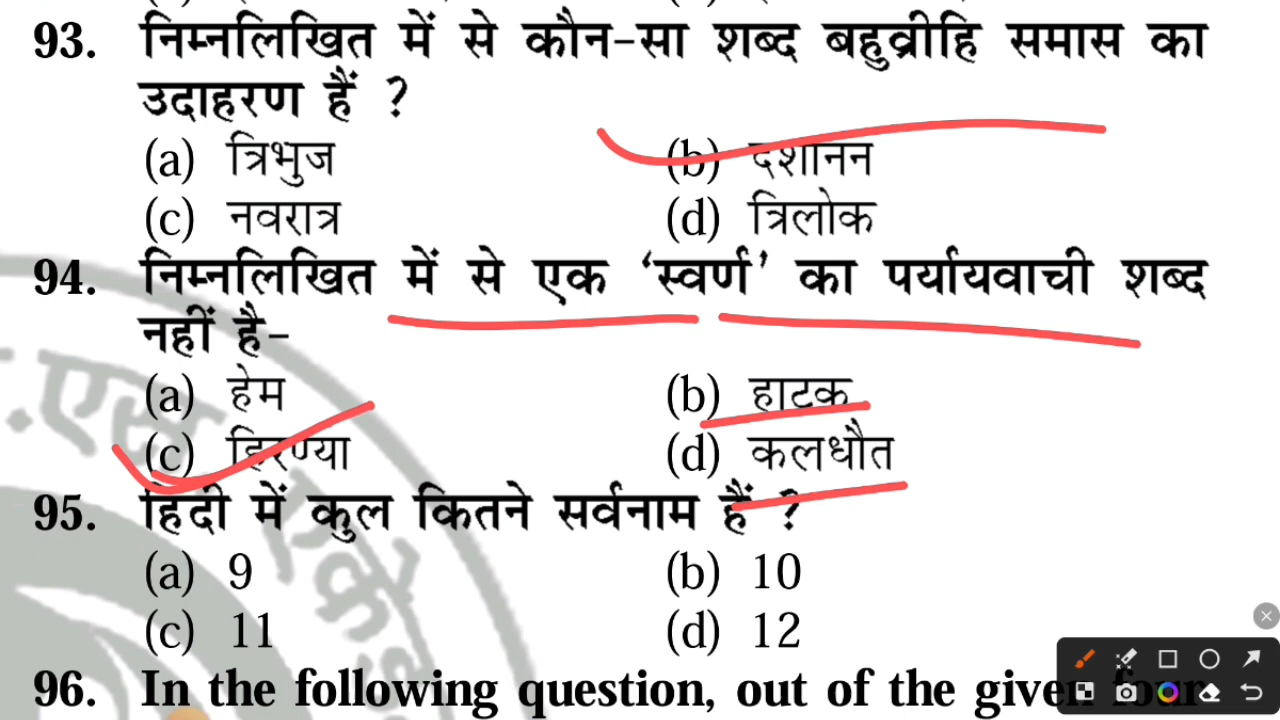 93. निम्नलिखित में से कौन-सा शब्द बहुव्रीहि समास का
उदाहरण हैं ?
(a) त्रिभुज (b) दशानन
(c) नवरात्र (d) त्रिलोक
94. निम्नलिखित में से एक ‘स्वर्ण’ का पर्यायवाची शब्द
नहीं है-
(a) हेम (b) हाटक
(c) हिरण्या (d) कलधौत
95. हिंदी में कुल कितने सर्वनाम हैं ?
(a) 9 (b) 10
(c) 11 (d) 12
96. In the following question, out of the given four